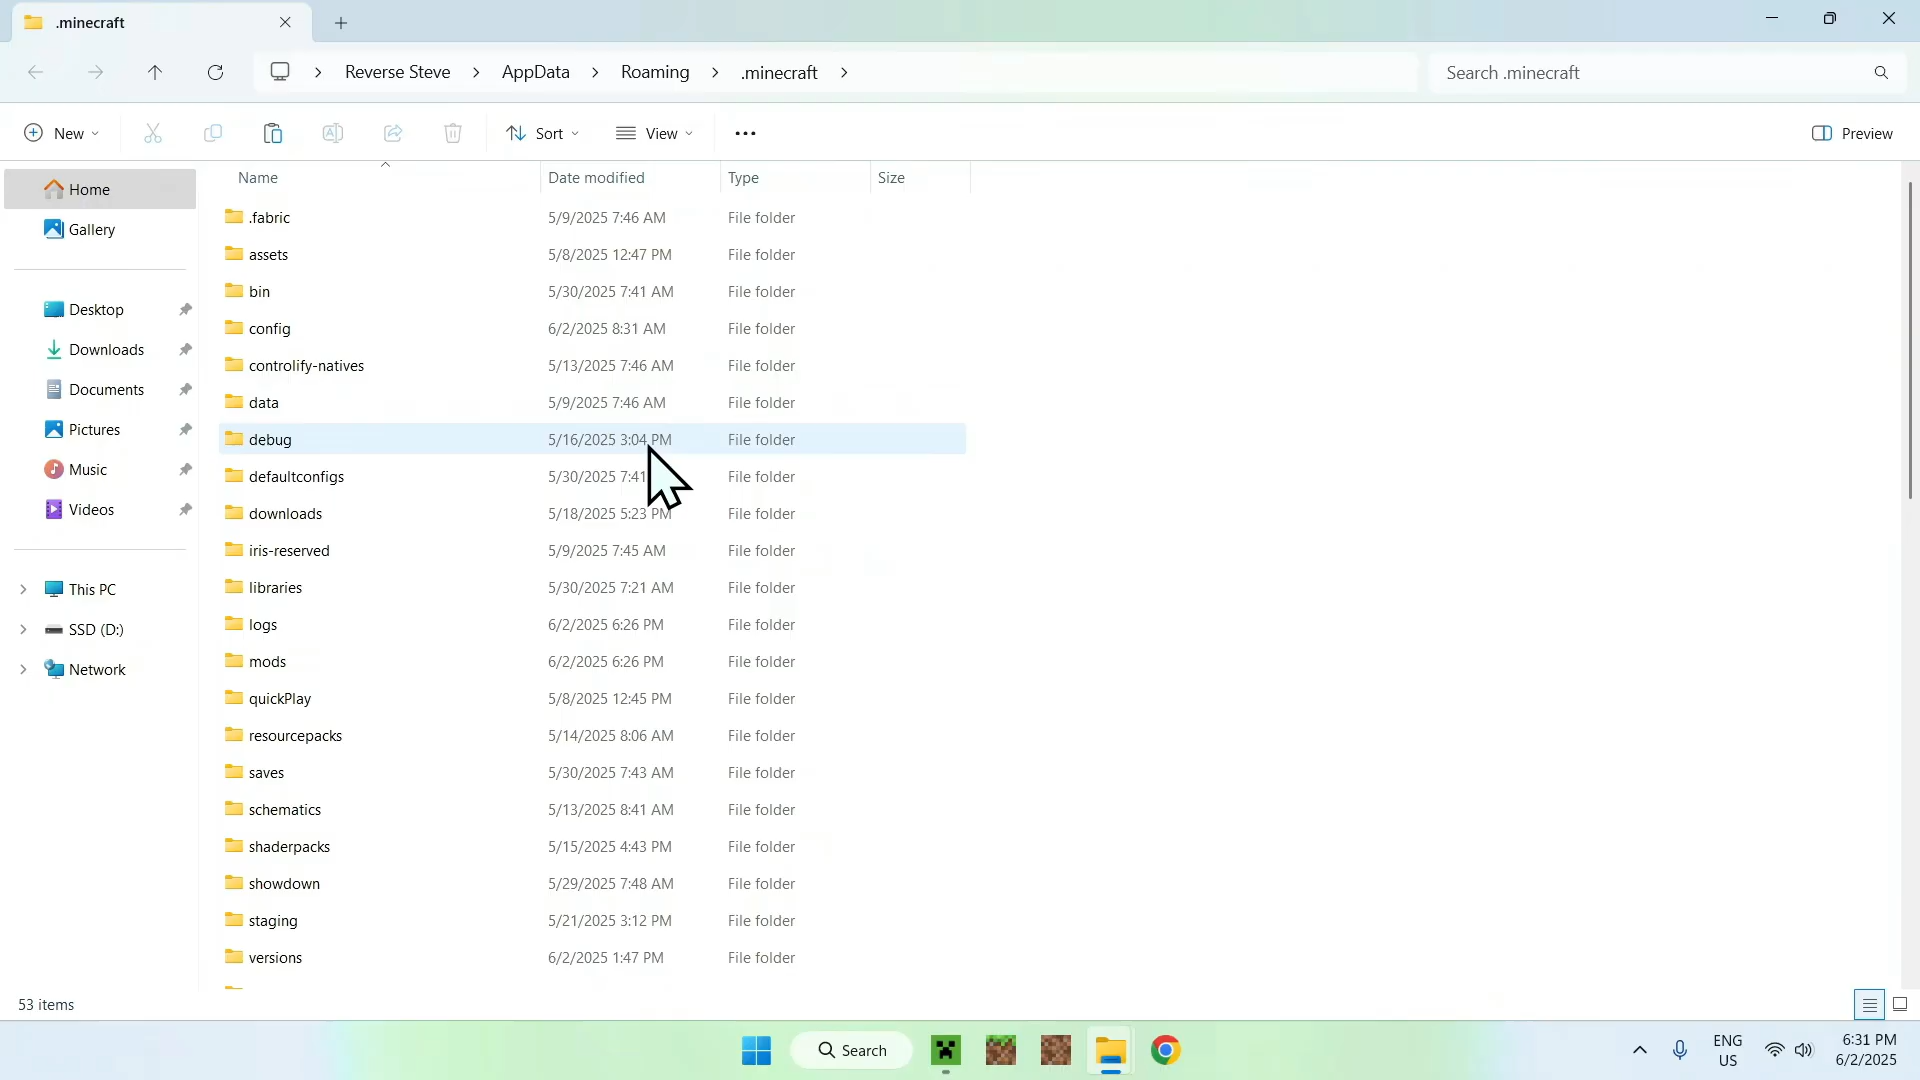 .minecraft
Reverse Steve > AppData > Roaming > .minecraft >
Search .minecraft
New
Sort
View
Preview
Home
Gallery
Desktop
Downloads
Documents
Pictures
Music
Videos
This PC
SSD (D:)
Network
Name Date modified Type Size
.fabric 5/9/2025 7:46 AM File folder
assets 5/8/2025 12:47 PM File folder
bin 5/30/2025 7:41 AM File folder
config 6/2/2025 8:31 AM File folder
controlify-natives 5/13/2025 7:46 AM File folder
data 5/9/2025 7:46 AM File folder
debug 5/16/2025 3:04 PM File folder
defaultconfigs 5/30/2025 7:41 File folder
downloads 5/18/2025 5:23 PM File folder
iris-reserved 5/9/2025 7:45 AM File folder
libraries 5/30/2025 7:21 AM File folder
logs 6/2/2025 6:26 PM File folder
mods 6/2/2025 6:26 PM File folder
quickPlay 5/8/2025 12:45 PM File folder
resourcepacks 5/14/2025 8:06 AM File folder
saves 5/30/2025 7:43 AM File folder
schematics 5/13/2025 8:41 AM File folder
shaderpacks 5/15/2025 4:43 PM File folder
showdown 5/29/2025 7:48 AM File folder
staging 5/21/2025 3:12 PM File folder
versions 6/2/2025 1:47 PM File folder
53 items
Search
ENG
US
6:31 PM
6/2/2025